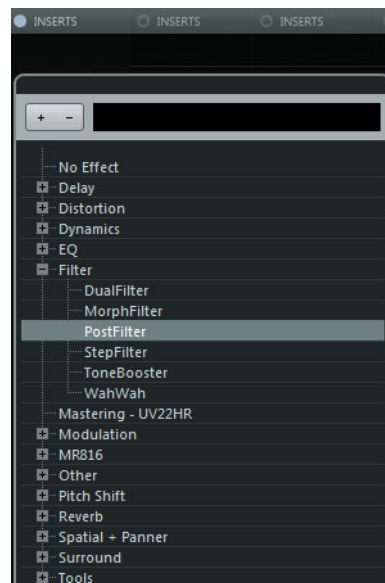 INSERTS INSERTS INSERTS
+ -
No Effect
Delay
Distortion
Dynamics
EQ
Filter
DualFilter
MorphFilter
PostFilter
StepFilter
ToneBooster
WahWah
Mastering - UV22HR
Modulation
MR816
Other
Pitch Shift
Reverb
Spatial + Panner
Surround
Tools